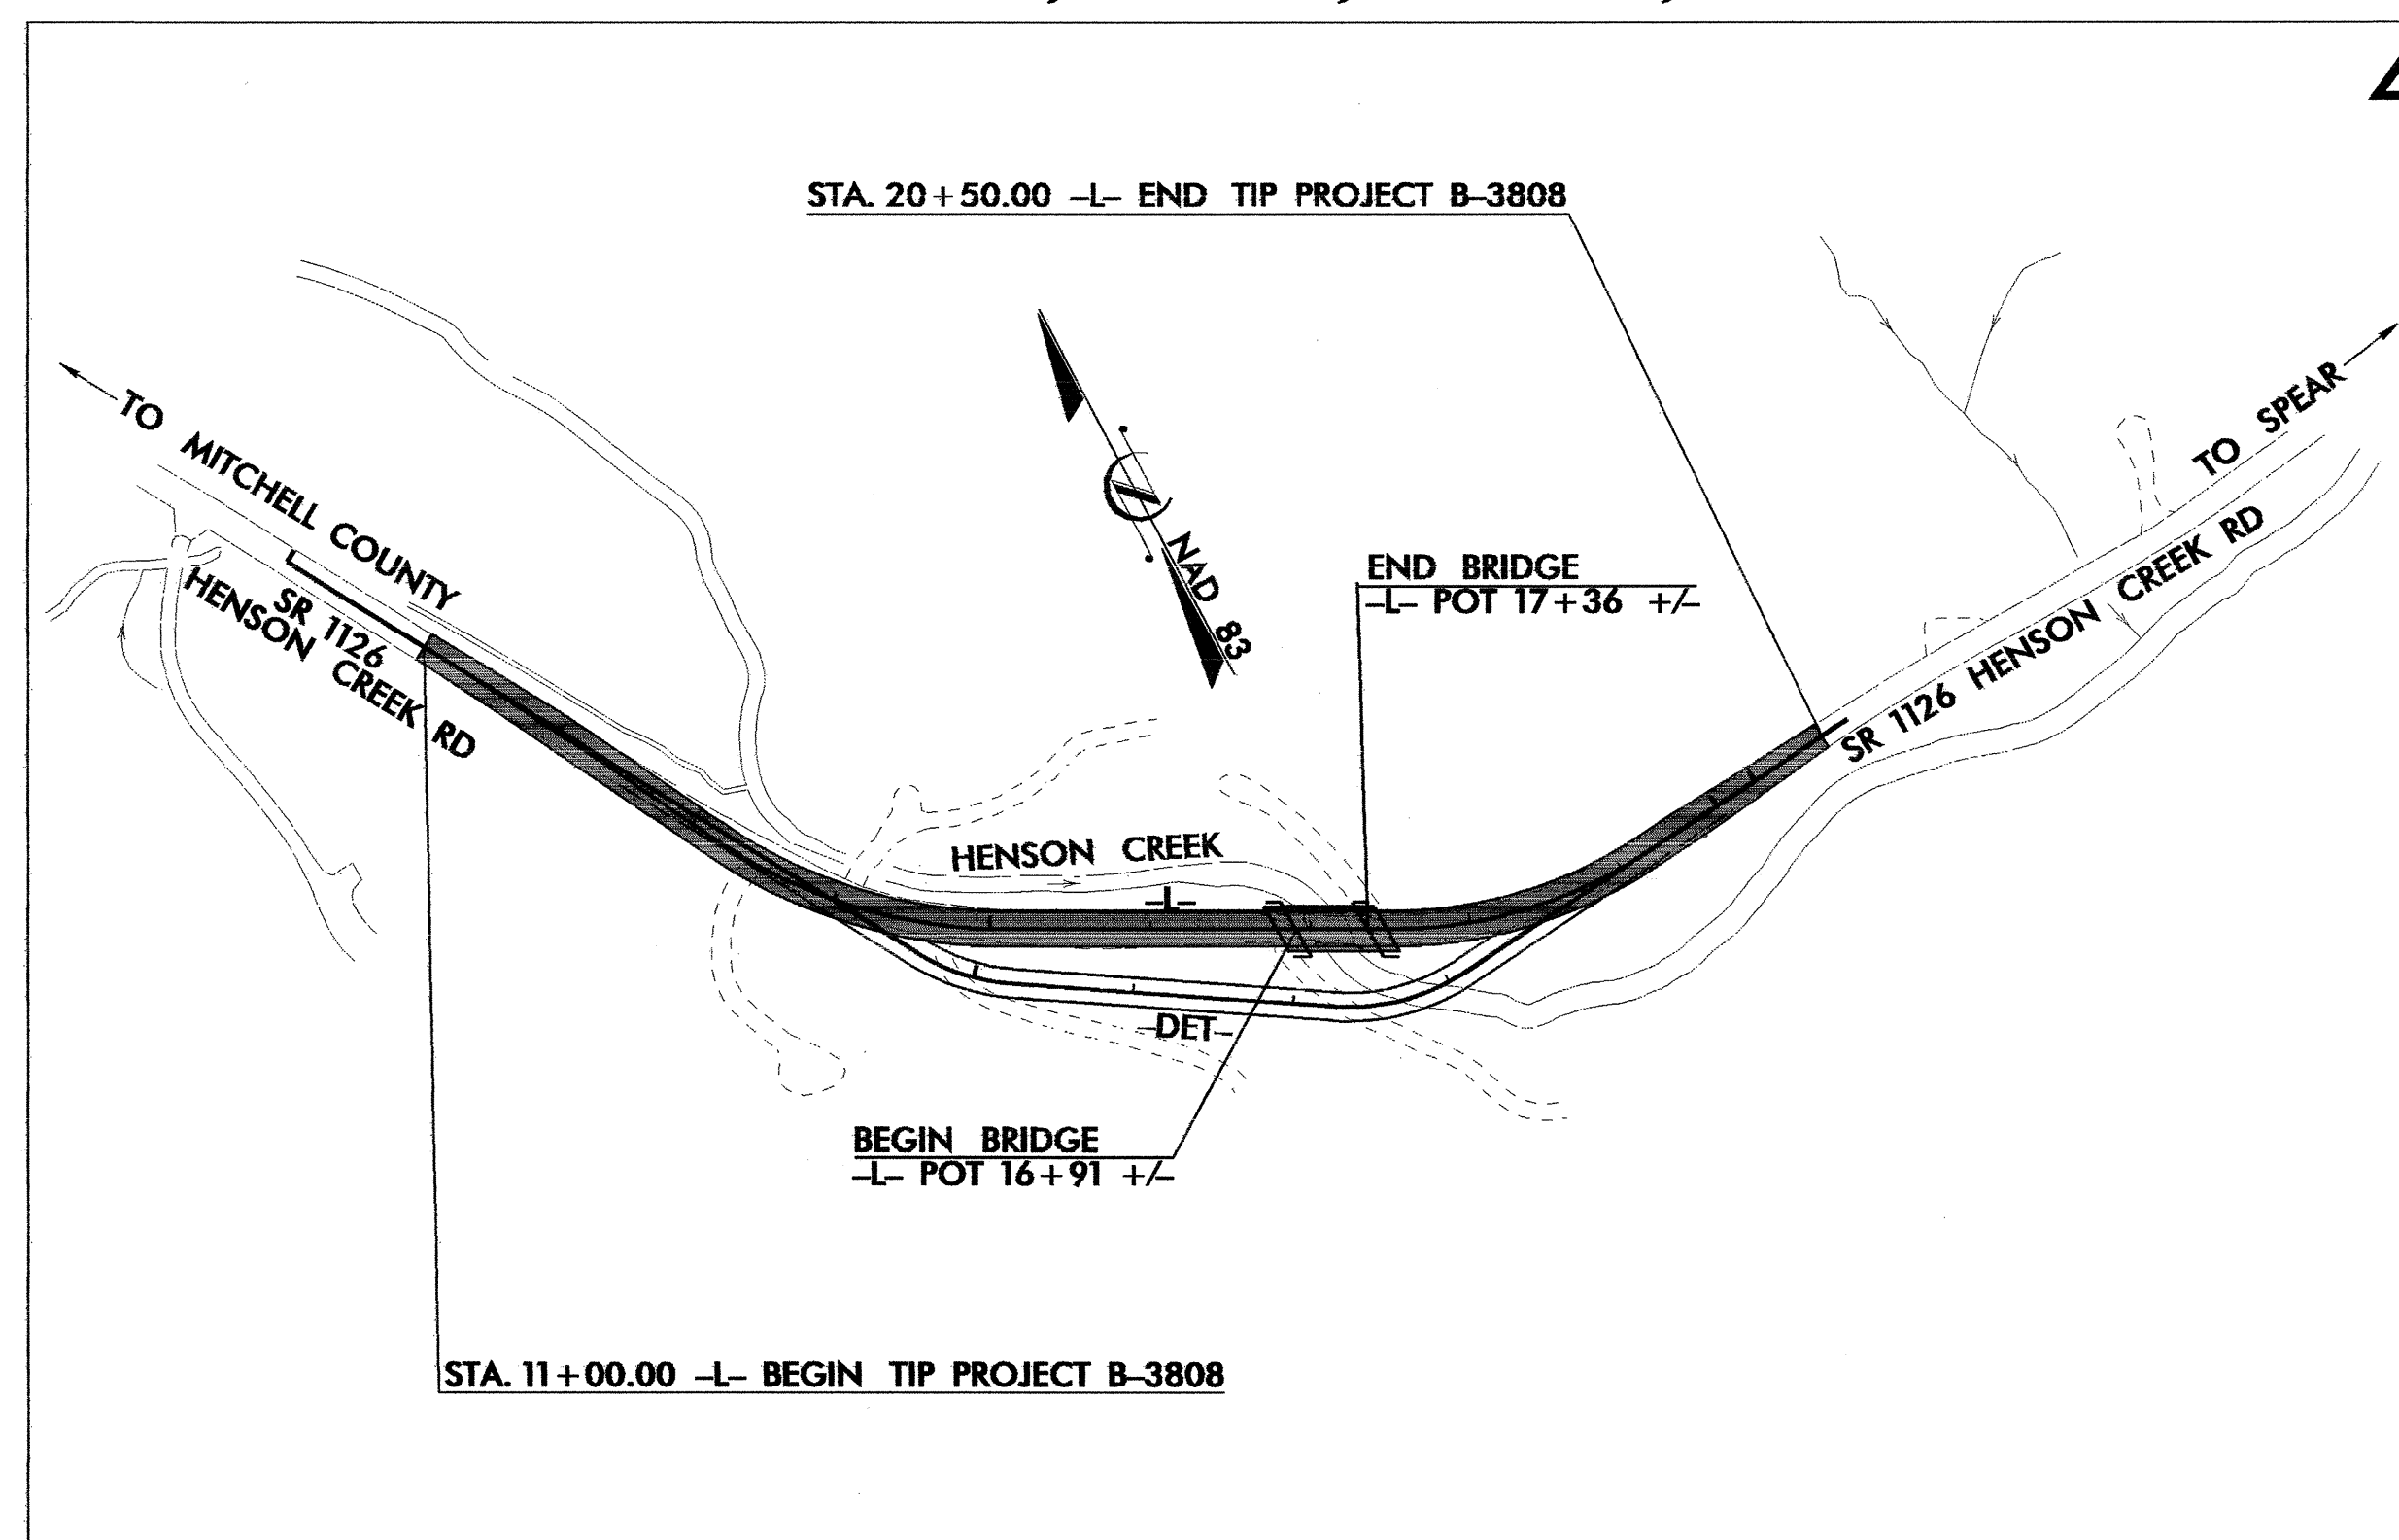 STA. 20+50.00 –L– END TIP PROJECT B–3808
TO MITCHELL COUNTY
SR 1126
HENSON CREEK RD
N
NAD 83
END BRIDGE
–L– POT 17+36 +/–
TO SPEAR
SR 1126 HENSON CREEK RD
HENSON CREEK
–L–
–DET–
BEGIN BRIDGE
–L– POT 16+91 +/–
STA. 11+00.00 –L– BEGIN TIP PROJECT B–3808